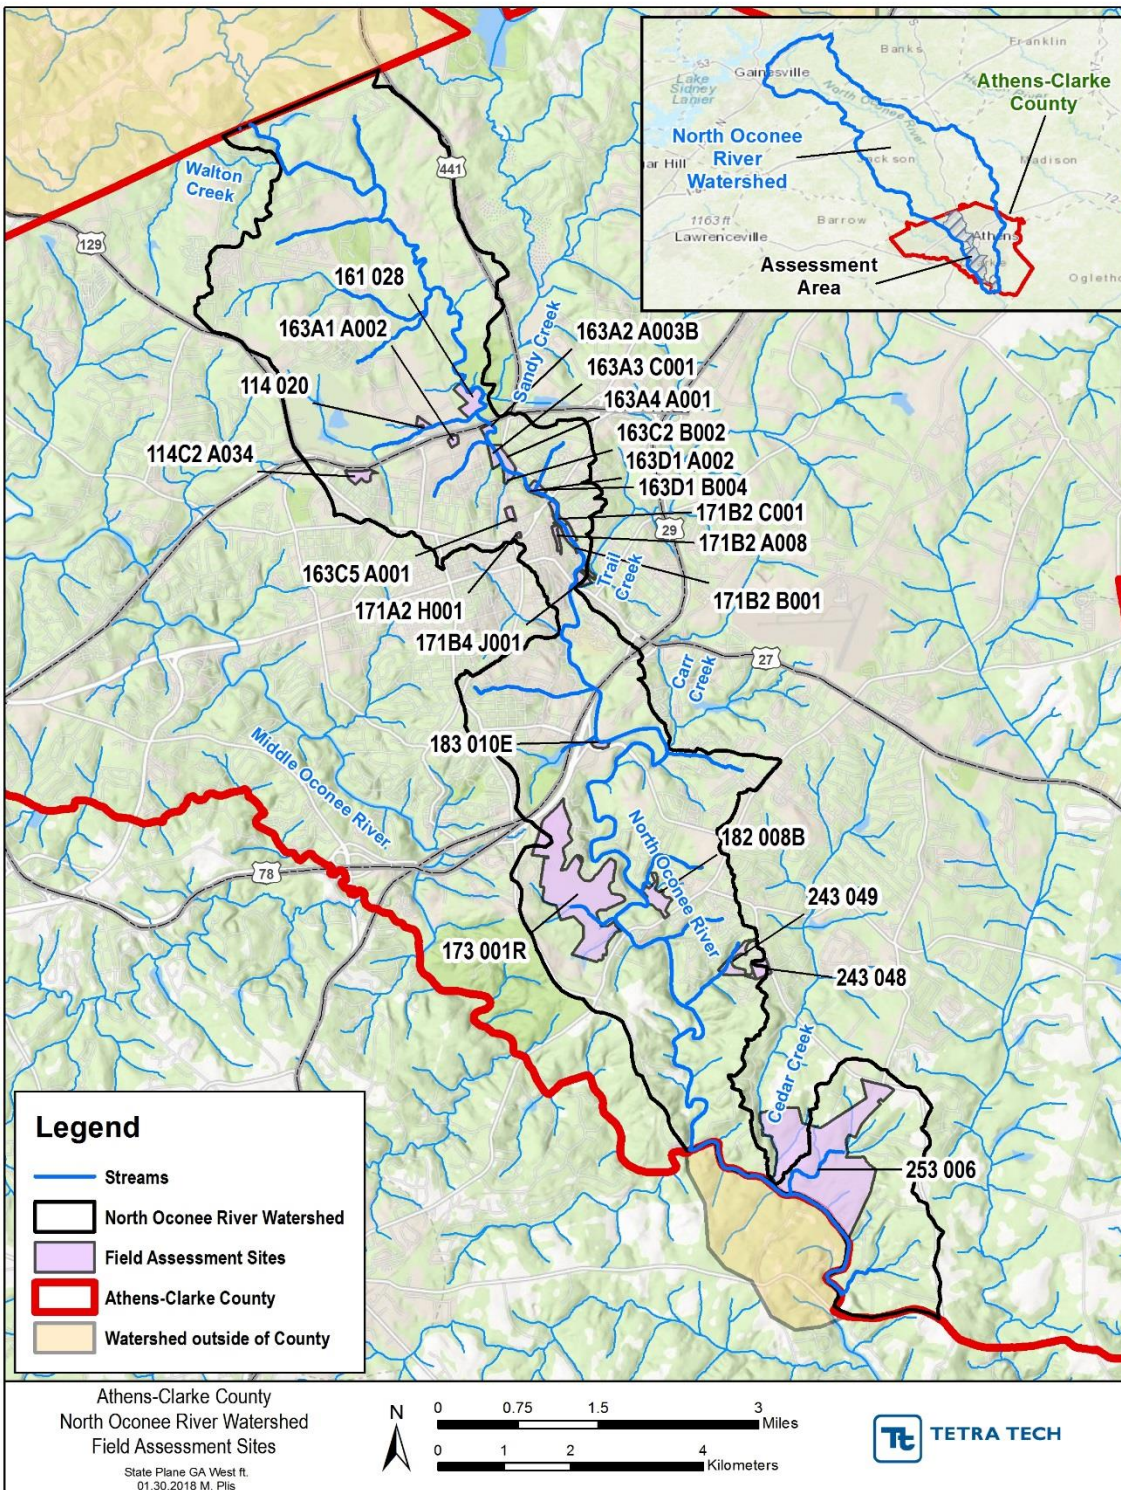 Walton
Creek
441
129
161 028
163A1 A002
114 020
114C2 A034
Sandy Creek
163A2 A003B
163A3 C001
163A4 A001
163C2 B002
163D1 A002
163D1 B004
171B2 C001
29
171B2 A008
Trail
Creek
171B2 B001
163C5 A001
171A2 H001
171B4 J001
27
Carr
Creek
183 010E
Middle Oconee River
North Oconee River
182 008B
78
243 049
173 001R
243 048
Cedar Creek
253 006
Banks
Franklin
53
Gainesville
Lake
Sidney
Lanier
North Oconee River
Athens-Clarke
County
North Oconee
River
Watershed
ar Hill
Jackson
Madison
72
1163 ft
Barrow
Lawrenceville
Athens
Assessment
Area
Ogletho
Legend
Streams
North Oconee River Watershed
Field Assessment Sites
Athens-Clarke County
Watershed outside of County
Athens-Clarke County
North Oconee River Watershed
Field Assessment Sites
State Plane GA West ft.
01.30.2018 M. Plis
N
0 0.75 1.5 3
Miles
0 1 2 4
Kilometers
Tt TETRA TECH